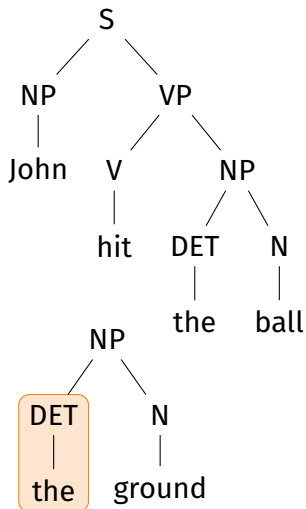 S
NP VP
John V NP
hit DET N
the ball
NP
DET N
the ground